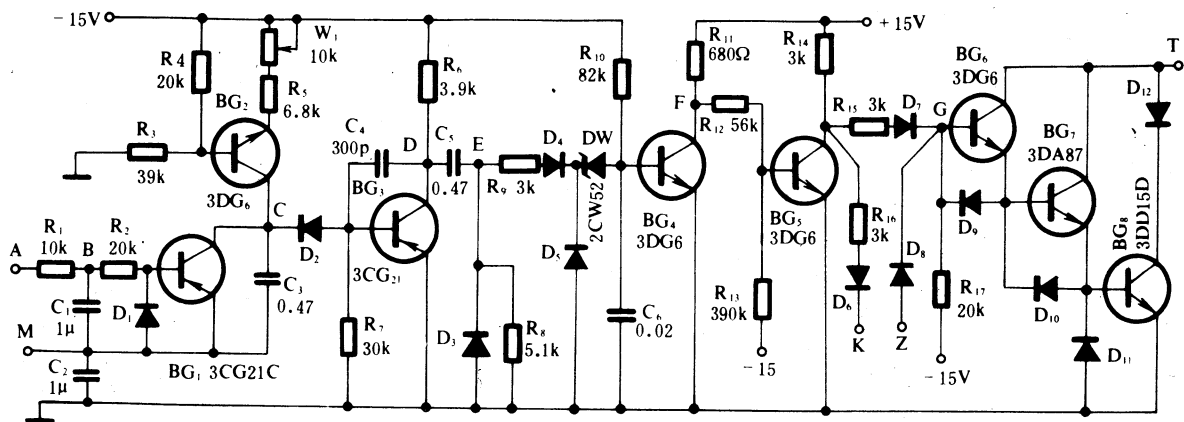 - 15V
R₄
20k
W₁
10k
R₅
6.8k
BG₂
R₃
39k
3DG₆
C
A
R₁
10k
B
R₂
20k
C₁
1μ
D₁
M
C₂
1μ
BG₁ 3CG21C
C₃
0.47
D₂
C₄
300p
BG₃
3CG₂₁
R₇
30k
R₆
3.9k
D
C₅
0.47
E
R₉ 3k
D₄
DW
2CW52
D₃
R₈
5.1k
D₅
R₁₀
82k
C₆
0.02
BG₄
3DG6
R₁₁
680Ω
F
R₁₂ 56k
R₁₃
390k
- 15
BG₅
3DG6
+ 15V
R₁₄
3k
R₁₅ 3k
D₇
R₁₆
3k
D₆
K
D₈
Z
G
BG₆
3DG6
D₉
R₁₇
20k
- 15V
BG₇
3DA87
D₁₀
D₁₁
BG₈
3DD15D
D₁₂
T